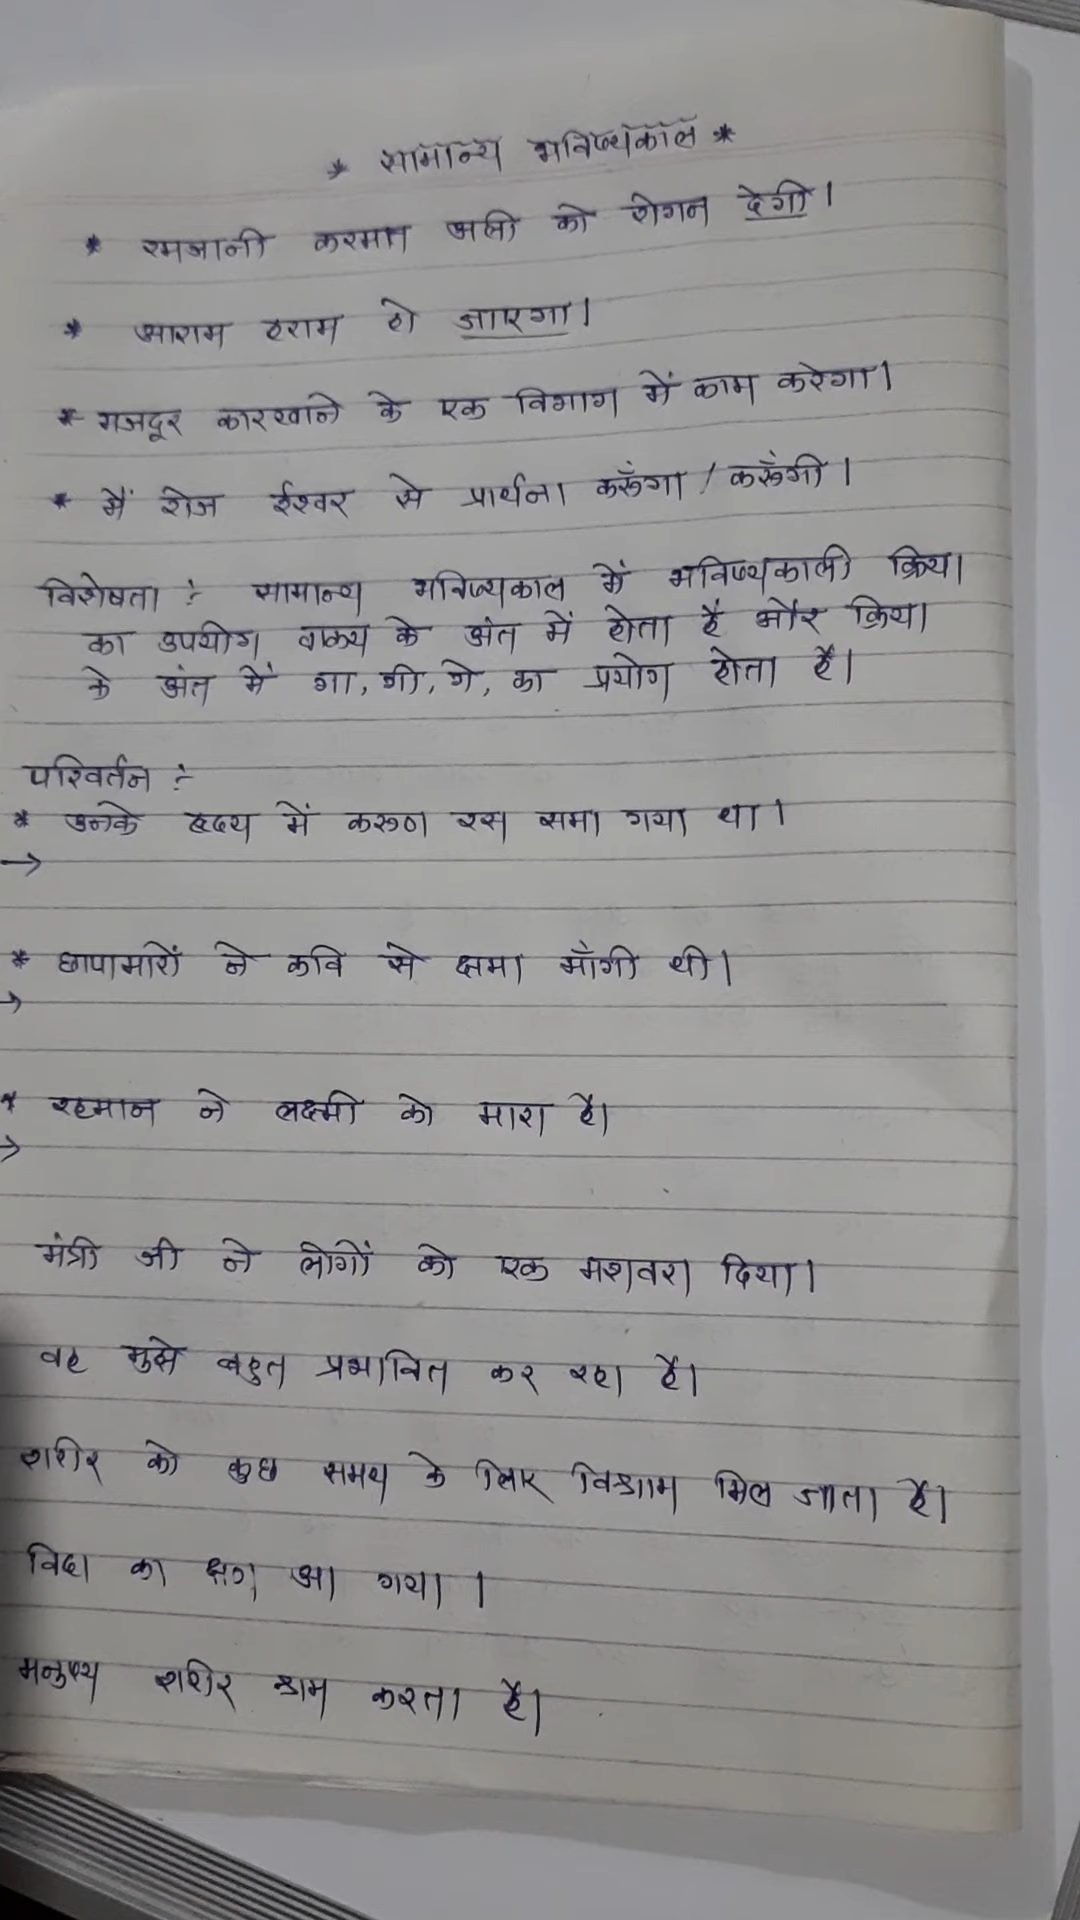 * सामान्य भविष्यकाल *
* रमजानी करमात अली को रोगन देगी।
* आराम हराम हो जाएगा।
* मजदूर कारखाने के एक विभाग में काम करेगा।
* मैं रोज ईश्वर से प्रार्थना करूँगा / करूँगी।
विशेषता :- सामान्य भविष्यकाल में भविष्यकाली क्रिया
का उपयोग वाक्य के अंत में होता है और क्रिया
के अंत में गा, गी, गे, का प्रयोग होता है।
परिवर्तन :-
* उनके हृदय में करुण रस समा गया था।
→
* छापामारों ने कवि से क्षमा माँगी थी।
→
* रहमान ने लक्ष्मी को मारा है।
→
मंत्री जी ने लोगों को एक मशवरा दिया।
वह मुझे बहुत प्रभावित कर रहा है।
शरीर को कुछ समय के लिए विश्राम मिल जाता है।
विदा का क्षण आ गया ।
मनुष्य शरीर श्रम करता है।